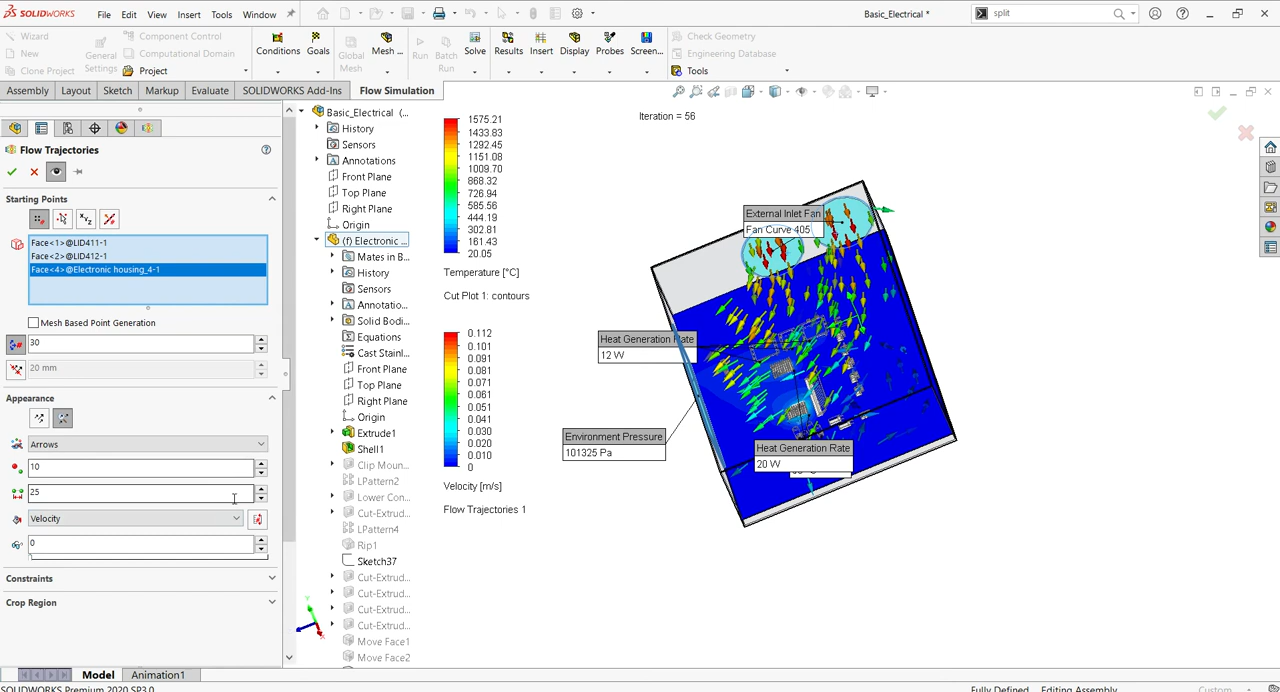 SOLIDWORKS File Edit View Insert Tools Window
Basic_Electrical *
split
Wizard
New
Clone Project
General Settings
Component Control
Computational Domain
Project
Conditions
Goals
Global Mesh
Mesh ...
Run
Batch Run
Solve
Results
Insert
Display
Probes
Screen...
Check Geometry
Engineering Database
Tools
Assembly Layout Sketch Markup Evaluate SOLIDWORKS Add-Ins Flow Simulation
Flow Trajectories
Starting Points
Face<1>@LID411-1
Face<2>@LID412-1
Face<4>@Electronic housing_4-1
Mesh Based Point Generation
30
20 mm
Appearance
Arrows
10
25
Velocity
0
Constraints
Crop Region
Basic_Electrical (...
History
Sensors
Annotations
Front Plane
Top Plane
Right Plane
Origin
(f) Electronic ...
Mates in B...
History
Sensors
Annotatio...
Solid Bodi...
Equations
Cast Stainl...
Front Plane
Top Plane
Right Plane
Origin
Extrude1
Shell1
Clip Moun...
LPattern2
Lower Con...
Cut-Extrud...
LPattern4
Rip1
Sketch37
Cut-Extrud...
Cut-Extrud...
Cut-Extrud...
Cut-Extrud...
Move Face1
Move Face2
1575.21
1433.83
1292.45
1151.08
1009.70
868.32
726.94
585.56
444.19
302.81
161.43
20.05
Temperature [°C]
Cut Plot 1: contours
0.112
0.101
0.091
0.081
0.071
0.061
0.051
0.041
0.030
0.020
0.010
0
Velocity [m/s]
Flow Trajectories 1
Iteration = 56
External Inlet Fan
Fan Curve 405
Heat Generation Rate
12 W
Environment Pressure
101325 Pa
Heat Generation Rate
20 W
Model Animation1
SOLIDWORKS Premium 2020 SP3.0
Fully Defined Editing Assembly
Custom